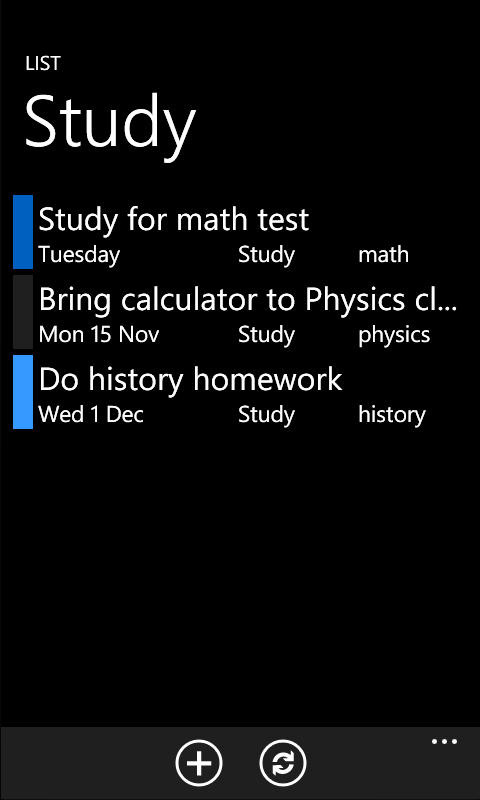 LIST
Study
Study for math test
Tuesday Study math
Bring calculator to Physics cl...
Mon 15 Nov Study physics
Do history homework
Wed 1 Dec Study history